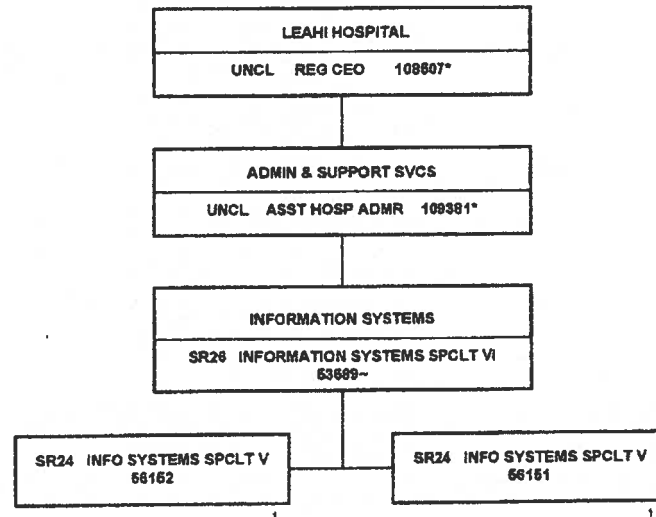 LEAHI HOSPITAL
UNCL REG CEO 108607*
ADMIN & SUPPORT SVCS
UNCL ASST HOSP ADMR 109381*
INFORMATION SYSTEMS
SR26 INFORMATION SYSTEMS SPCLT VI
53689~
SR24 INFO SYSTEMS SPCLT V
56152
1
SR24 INFO SYSTEMS SPCLT V
56151
1